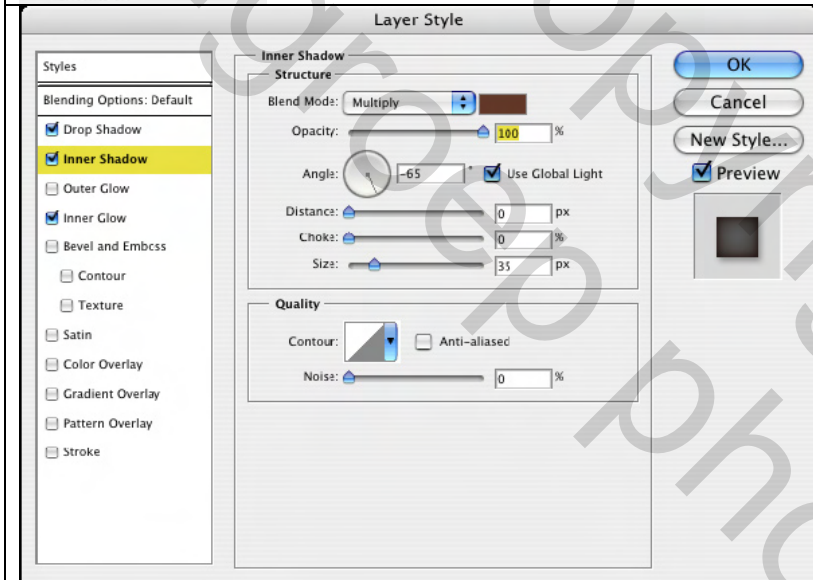 Layer Style
Styles
Blending Options: Default
Drop Shadow
Inner Shadow
Outer Glow
Inner Glow
Bevel and Emboss
Contour
Texture
Satin
Color Overlay
Gradient Overlay
Pattern Overlay
Stroke
Inner Shadow
Structure
Blend Mode: Multiply
Opacity: 100 %
Angle: -65 ° Use Global Light
Distance: 0 px
Choke: 0 %
Size: 35 px
Quality
Contour: Anti-aliased
Noise: 0 %
OK
Cancel
New Style...
Preview